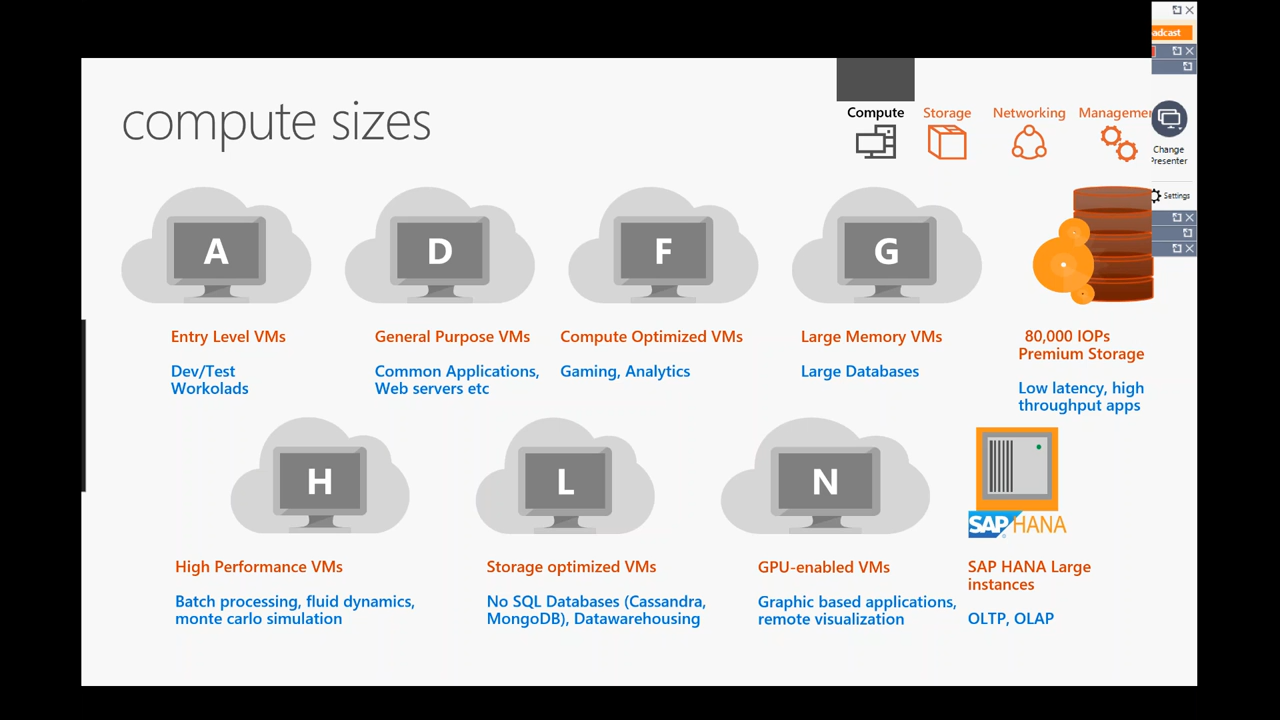 adcast
compute sizes
Compute
Storage
Networking
Managemen
Change
Presenter
Settings
A
D
F
G
Entry Level VMs
Dev/Test
Workolads
General Purpose VMs
Common Applications,
Web servers etc
Compute Optimized VMs
Gaming, Analytics
Large Memory VMs
Large Databases
80,000 IOPs
Premium Storage
Low latency, high
throughput apps
H
L
N
SAP HANA
High Performance VMs
Batch processing, fluid dynamics,
monte carlo simulation
Storage optimized VMs
No SQL Databases (Cassandra,
MongoDB), Datawarehousing
GPU-enabled VMs
Graphic based applications,
remote visualization
SAP HANA Large
instances
OLTP, OLAP